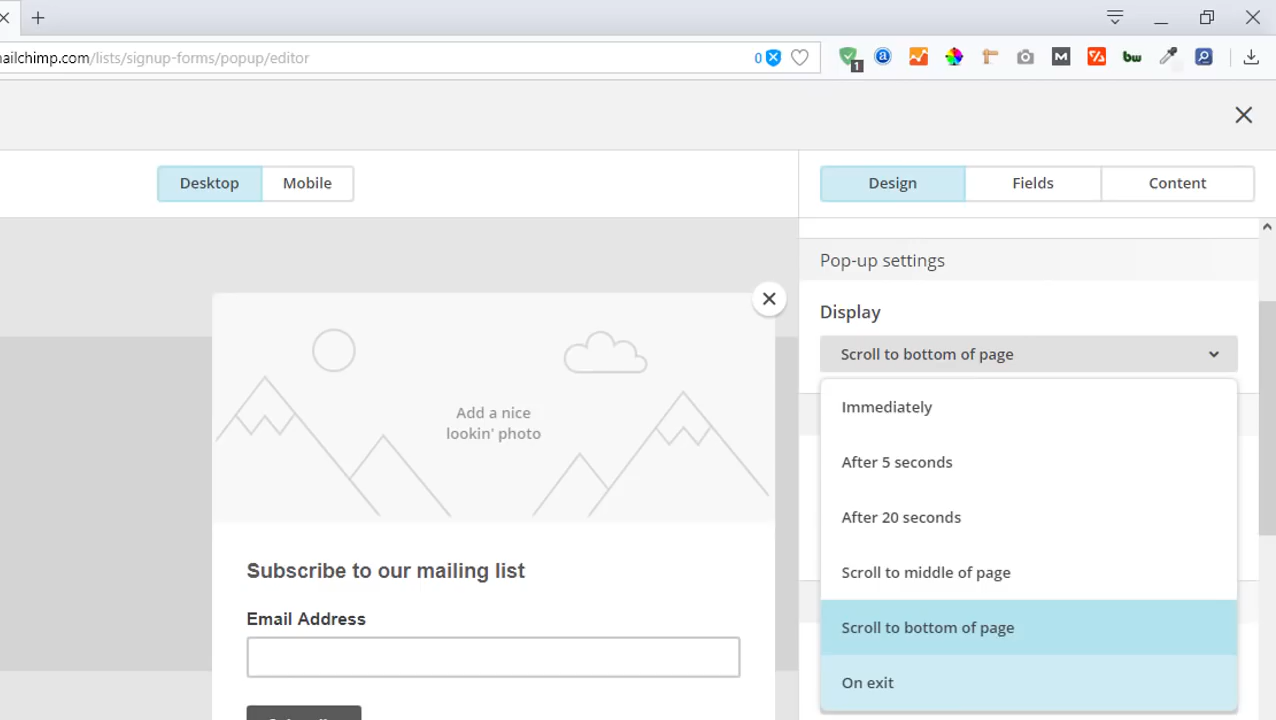 ailchimp.com/lists/signup-forms/popup/editor
0
1
a
M
bw
Desktop
Mobile
Design
Fields
Content
Pop-up settings
Display
Scroll to bottom of page
Immediately
After 5 seconds
After 20 seconds
Scroll to middle of page
Scroll to bottom of page
On exit
Add a nice
lookin' photo
Subscribe to our mailing list
Email Address